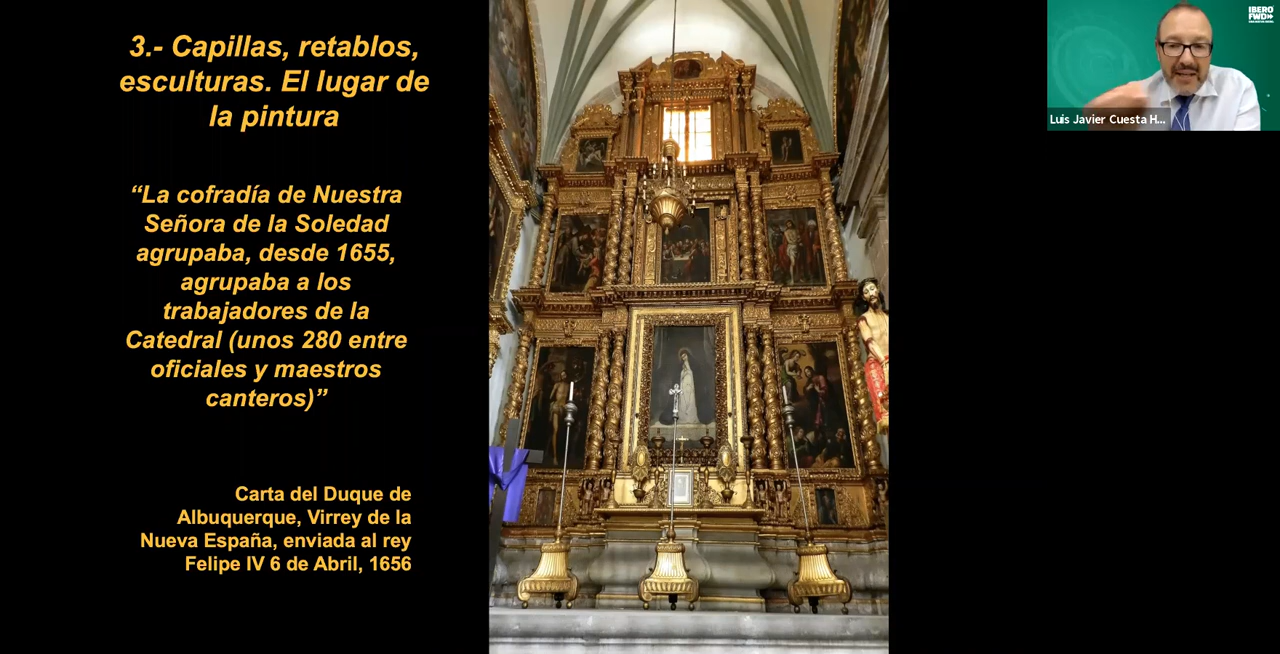 3.- Capillas, retablos,
esculturas. El lugar de
la pintura
“La cofradía de Nuestra
Señora de la Soledad
agrupaba, desde 1655,
agrupaba a los
trabajadores de la
Catedral (unos 280 entre
oficiales y maestros
canteros)”
Carta del Duque de
Albuquerque, Virrey de la
Nueva España, enviada al rey
Felipe IV 6 de Abril, 1656
IBERO
FWD»
Luis Javier Cuesta H...